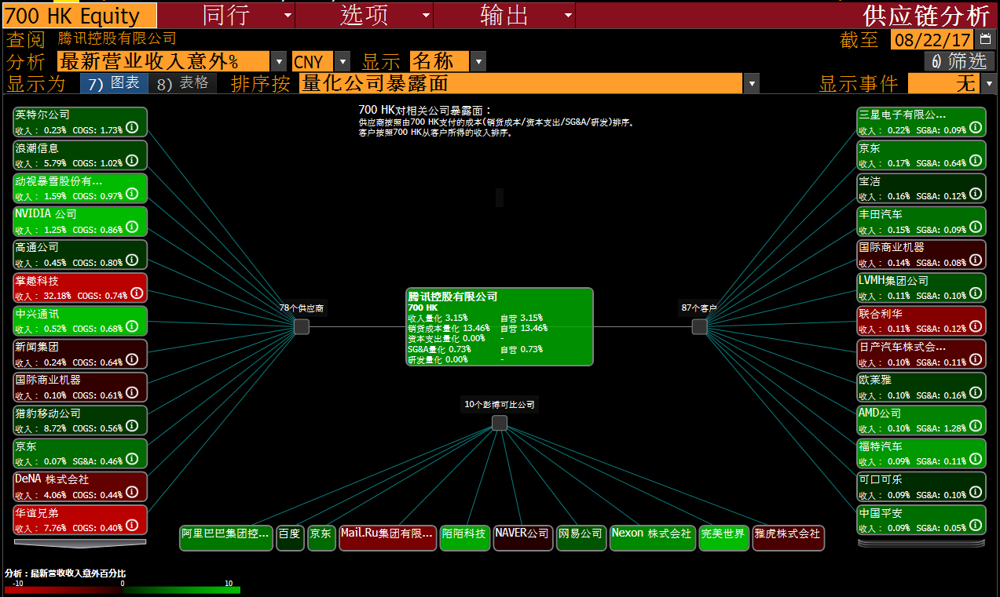 700 HK Equity 同行 选项 输出 供应链分析
查阅 腾讯控股有限公司 截至 08/22/17
分析 最新营业收入意外% CNY 显示 名称 6) 筛选
显示为 7) 图表 8) 表格 排序按 量化公司暴露面 显示事件 无
700 HK对相关公司暴露面：
供应商按照由700 HK支付的成本(销货成本/资本支出/SG&A/研发)排序。
客户按照700 HK从客户所得的收入排序。
英特尔公司
收入： 0.23% COGS: 1.73%
浪潮信息
收入： 5.79% COGS: 1.02%
动视暴雪股份有...
收入： 1.59% COGS: 0.97%
NVIDIA 公司
收入： 1.25% COGS: 0.86%
高通公司
收入： 0.45% COGS: 0.80%
掌趣科技
收入： 32.18% COGS: 0.74%
中兴通讯
收入： 0.52% COGS: 0.68%
新闻集团
收入： 0.24% COGS: 0.64%
国际商业机器
收入： 0.10% COGS: 0.61%
猎豹移动公司
收入： 8.72% COGS: 0.56%
京东
收入： 0.07% SG&A: 0.46%
DeNA 株式会社
收入： 4.06% COGS: 0.44%
华谊兄弟
收入： 7.76% COGS: 0.40%
78个供应商
腾讯控股有限公司
700 HK
收入量化 3.15% 自营 3.15%
销货成本量化 13.46% 自营 13.46%
资本支出量化 0.00% -
SG&A量化 0.73% 自营 0.73%
研发量化 0.00% -
87个客户
三星电子有限公...
收入： 0.22% SG&A: 0.09%
京东
收入： 0.17% SG&A: 0.64%
宝洁
收入： 0.16% SG&A: 0.12%
丰田汽车
收入： 0.15% SG&A: 0.09%
国际商业机器
收入： 0.14% SG&A: 0.08%
LVMH集团公司
收入： 0.11% SG&A: 0.10%
联合利华
收入： 0.11% SG&A: 0.12%
日产汽车株式会...
收入： 0.10% SG&A: 0.11%
欧莱雅
收入： 0.10% SG&A: 0.16%
AMD公司
收入： 0.10% SG&A: 1.28%
福特汽车
收入： 0.09% SG&A: 0.11%
可口可乐
收入： 0.09% SG&A: 0.10%
中国平安
收入： 0.09% SG&A: 0.05%
10个彭博可比公司
阿里巴巴集团控... 百度 京东 Mail.Ru集团有限... 陌陌科技 NAVER公司 网易公司 Nexon 株式会社 完美世界 雅虎株式会社
分析：最新营收收入意外百分比
-10 0 10